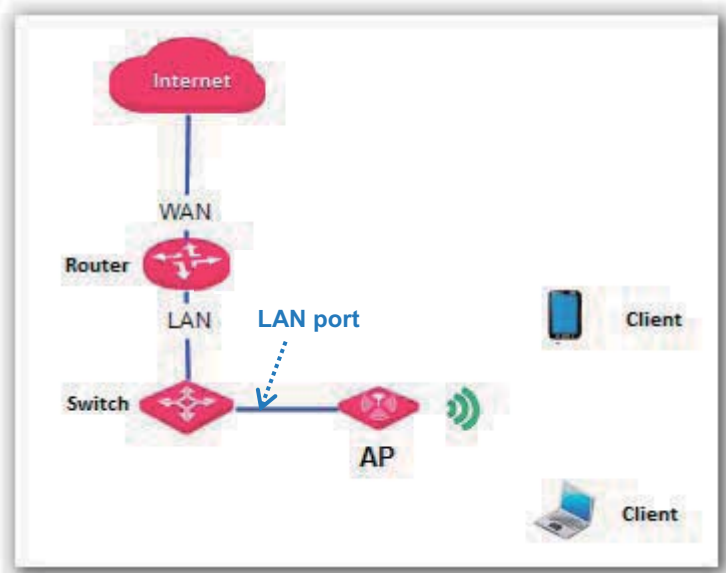 Internet
WAN
Router
LAN
LAN port
Client
Switch
AP
Client